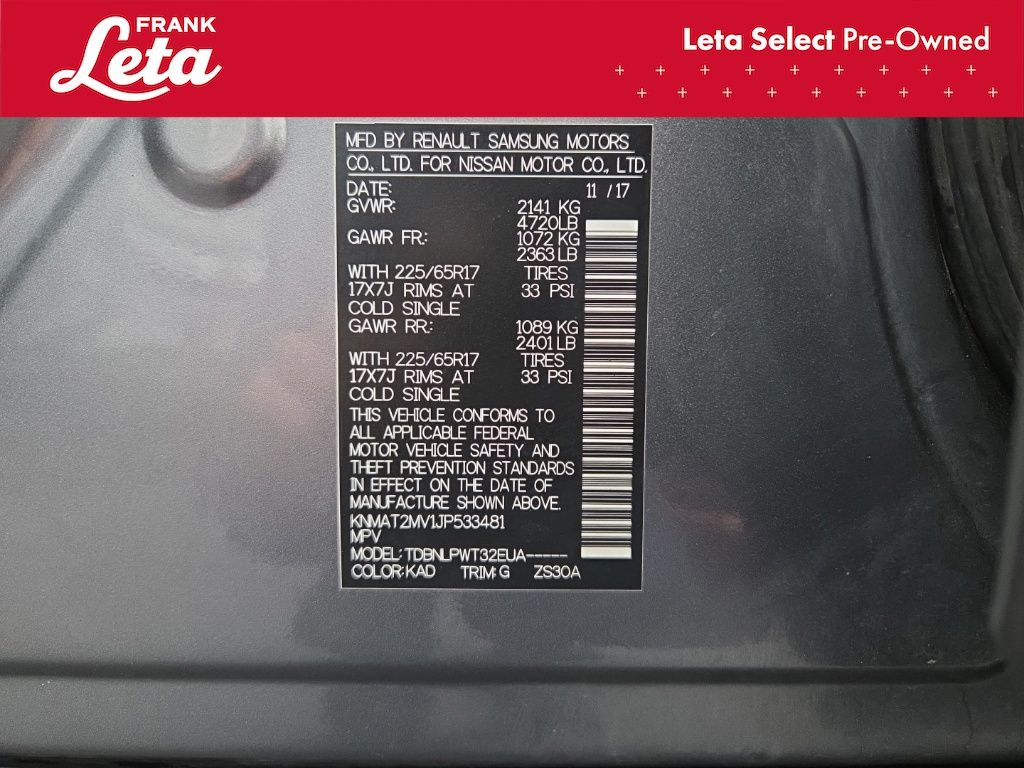 FRANK
Leta
Leta Select Pre-Owned
MFD BY RENAULT SAMSUNG MOTORS
CO., LTD. FOR NISSAN MOTOR CO., LTD.
DATE: 11 / 17
GVWR: 2141 KG
4720LB
GAWR FR.: 1072 KG
2363 LB
WITH 225/65R17 TIRES
17X7J RIMS AT 33 PSI
COLD SINGLE
GAWR RR.: 1089 KG
2401 LB
WITH 225/65R17 TIRES
17X7J RIMS AT 33 PSI
COLD SINGLE
THIS VEHICLE CONFORMS TO
ALL APPLICABLE FEDERAL
MOTOR VEHICLE SAFETY AND
THEFT PREVENTION STANDARDS
IN EFFECT ON THE DATE OF
MANUFACTURE SHOWN ABOVE.
KNMAT2MV1JP533481
MPV
MODEL: TDBNLPWT32EUA-----
COLOR: KAD TRIM: G ZS30A